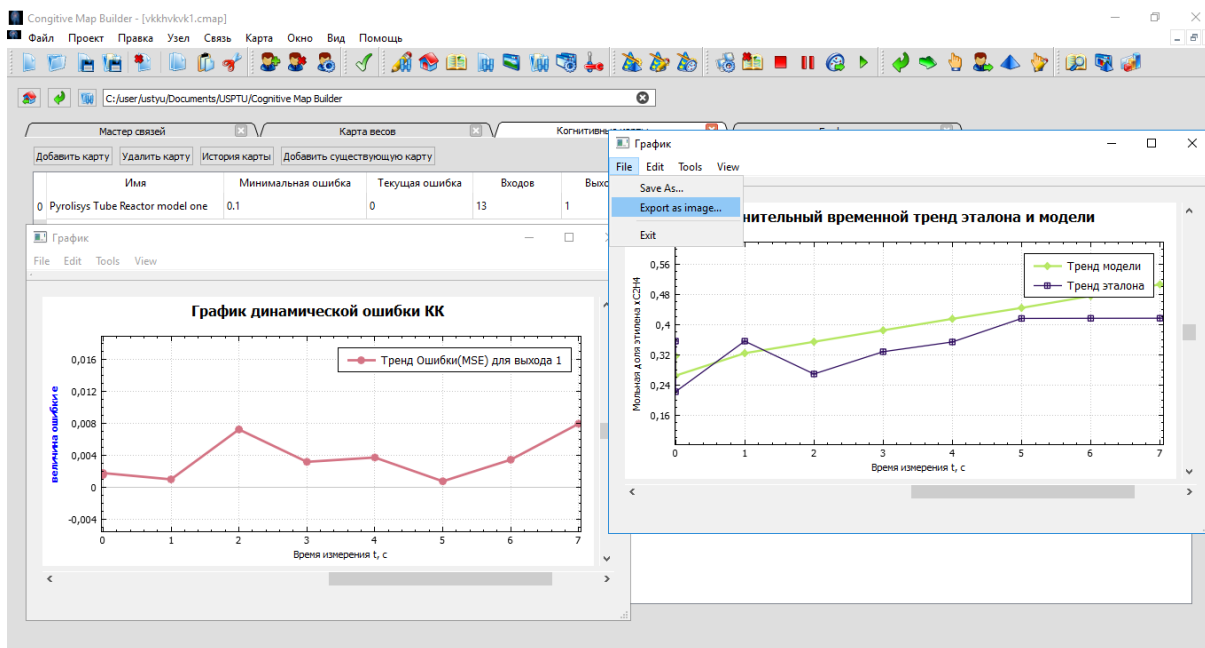 Congitive Map Builder - [vkkhvkvk1.cmap]
Файл Проект Правка Узел Связь Карта Окно Вид Помощь
C:/user/ustyu/Documents/USPTU/Cognitive Map Builder
Мастер связей Карта весов
Добавить карту Удалить карту История карты Добавить существующую карту
Имя Минимальная ошибка Текущая ошибка Входов
0 Pyrolisys Tube Reactor model one 0.1 0 13 1
График
File Edit Tools View
График динамической ошибки КК
Тренд Ошибки(MSE) для выхода 1
величина ошибки e
0,016
0,012
0,008
0,004
0
-0,004
0 1 2 3 4 5 6 7
Время измерения t, с
График
File Edit Tools View
Save As...
Export as image...
Exit
нительный временной тренд эталона и модели
Тренд модели
Тренд эталона
Мольная доля этилена xC2H4
0,56
0,48
0,4
0,32
0,24
0,16
0 1 2 3 4 5 6 7
Время измерения t, с